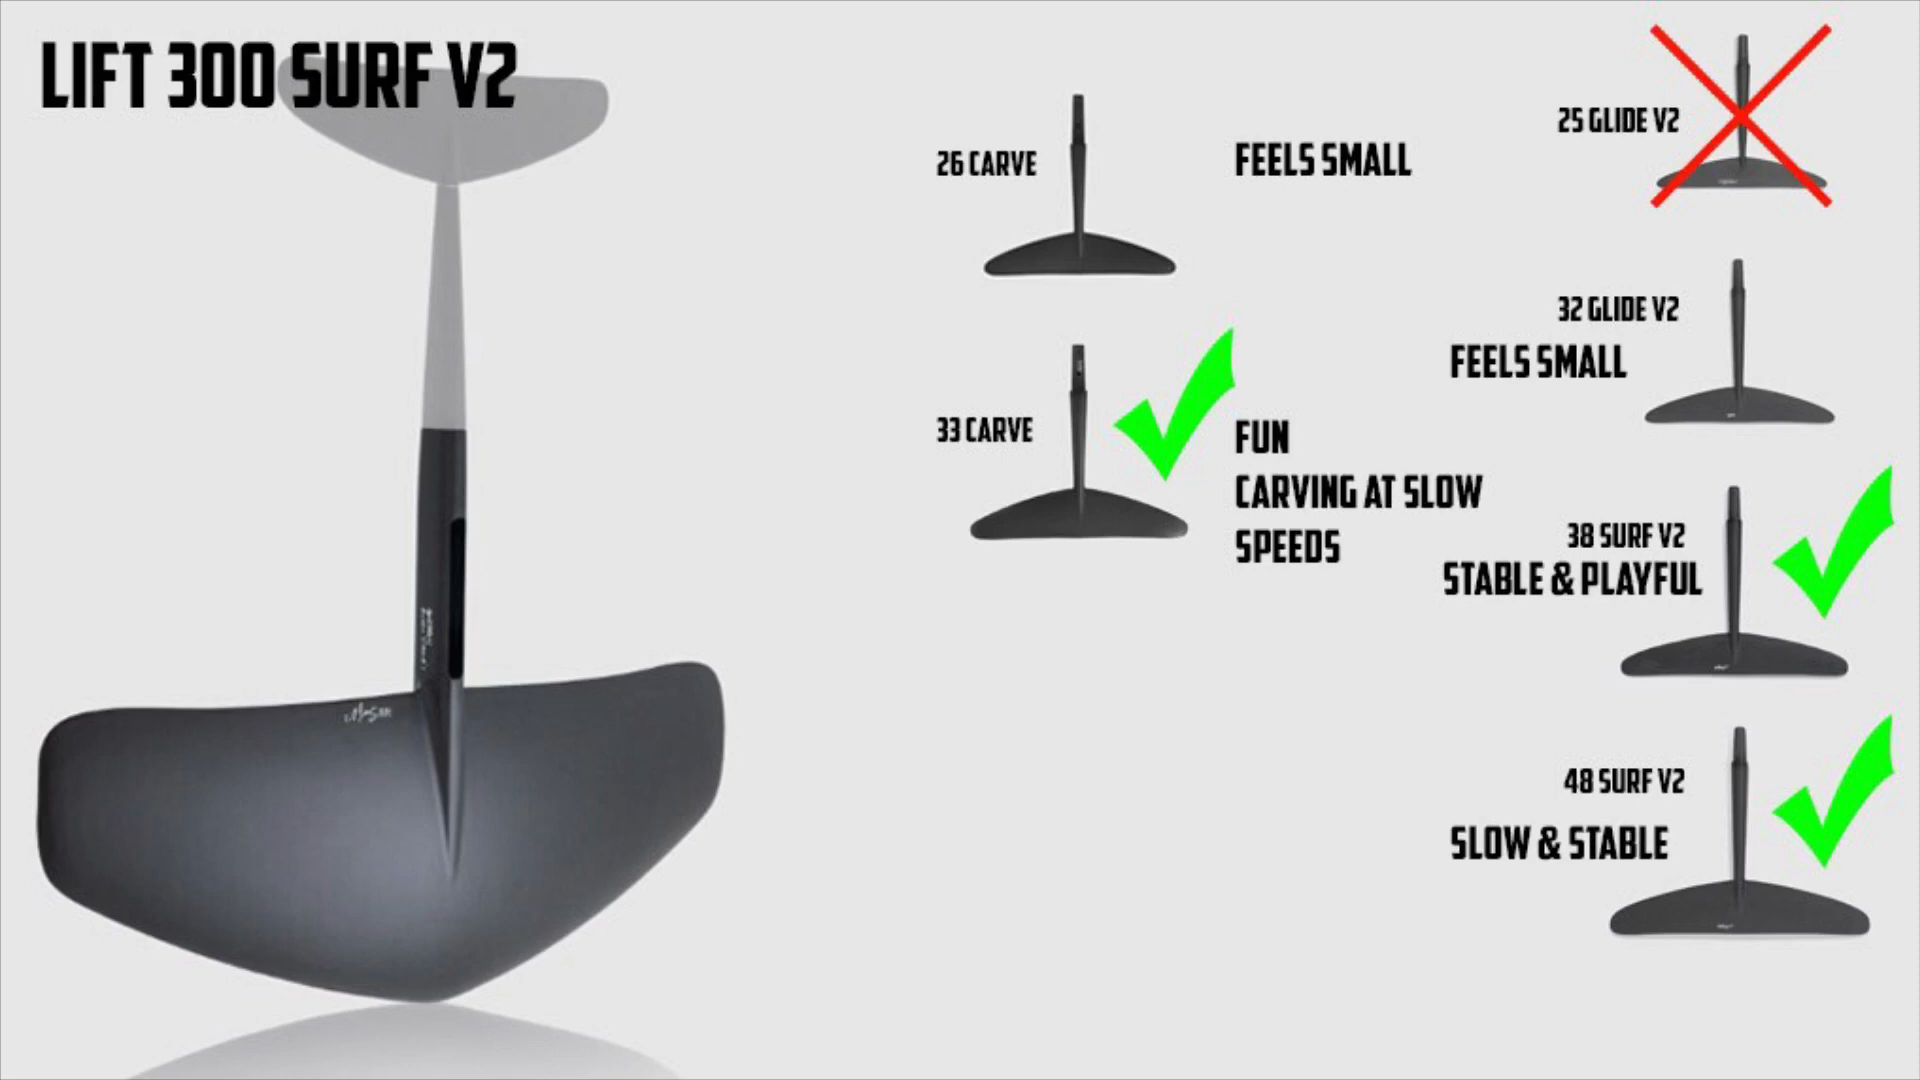 LIFT 300 SURF V2
26 CARVE
FEELS SMALL
33 CARVE
FUN
CARVING AT SLOW
SPEEDS
25 GLIDE V2
32 GLIDE V2
FEELS SMALL
38 SURF V2
STABLE & PLAYFUL
48 SURF V2
SLOW & STABLE